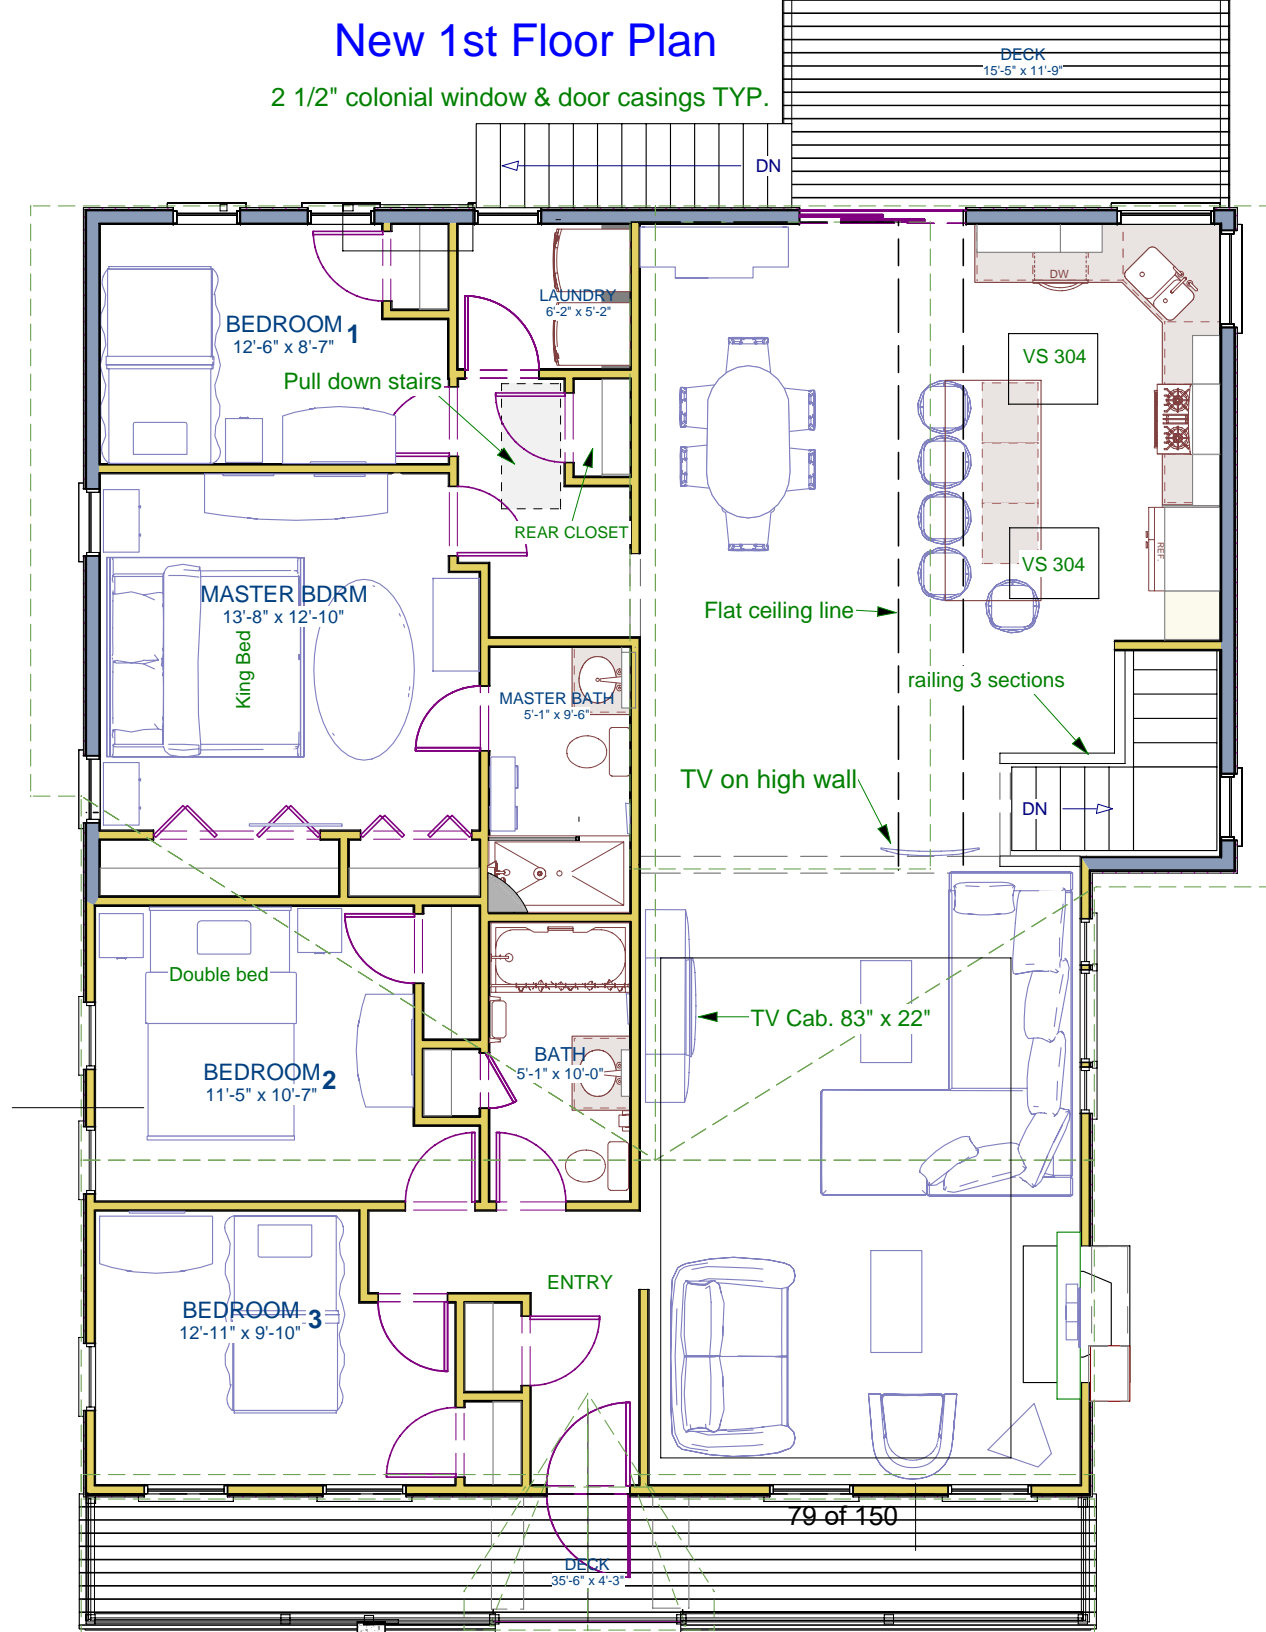 New 1st Floor Plan
DECK
15'-5" x 11'-9"
2 1/2" colonial window & door casings TYP.
DN
DW
LAUNDRY
6'-2" x 5'-2"
BEDROOM 1
12'-6" x 8'-7"
VS 304
Pull down stairs
REAR CLOSET
REF.
VS 304
MASTER BDRM
13'-8" x 12'-10"
Flat ceiling line
King Bed
railing 3 sections
MASTER BATH
5'-1" x 9'-6"
TV on high wall
DN
Double bed
TV Cab. 83" x 22"
BATH
5'-1" x 10'-0"
BEDROOM 2
11'-5" x 10'-7"
ENTRY
BEDROOM 3
12'-11" x 9'-10"
79 of 150
DECK
35'-6" x 4'-3"